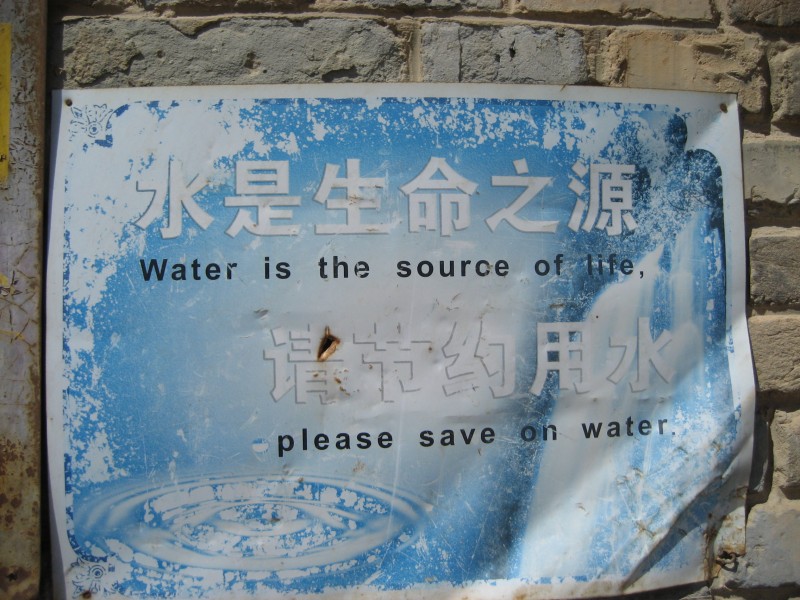 水是生命之源
Water is the source of life,
请节约用水
please save on water.